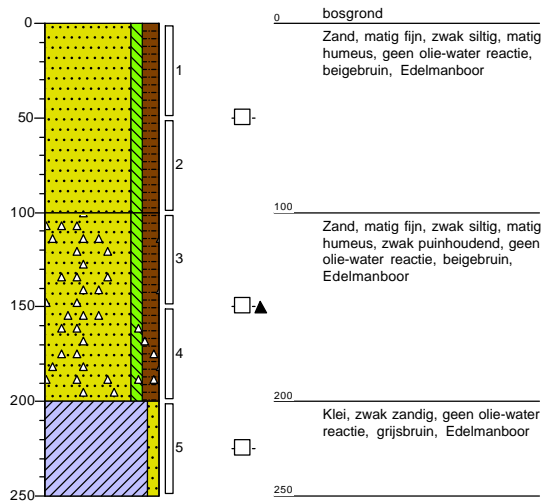 0
50
100
150
200
250
1
2
3
4
5
0
bosgrond
Zand, matig fijn, zwak siltig, matig
humeus, geen olie-water reactie,
beigebruin, Edelmanboor
100
Zand, matig fijn, zwak siltig, matig
humeus, zwak puinhoudend, geen
olie-water reactie, beigebruin,
Edelmanboor
200
Klei, zwak zandig, geen olie-water
reactie, grijsbruin, Edelmanboor
250